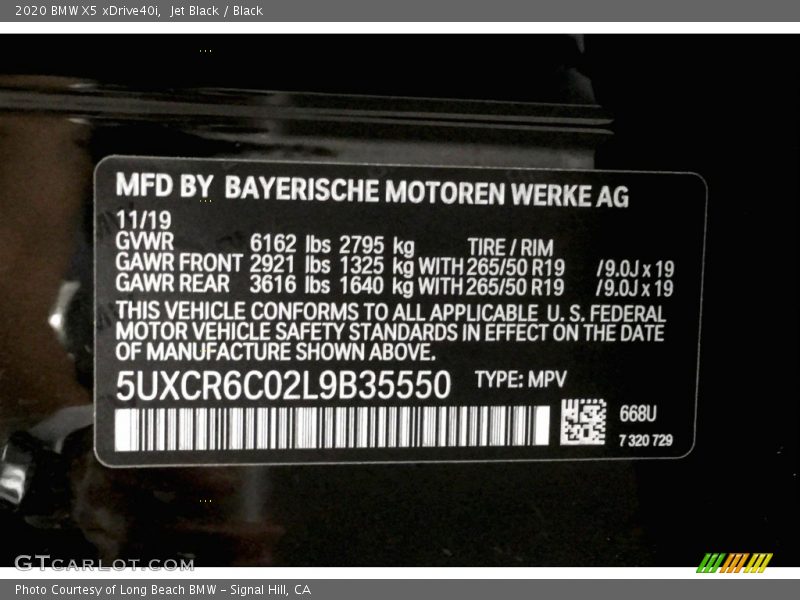 2020 BMW X5 xDrive40i, Jet Black / Black
MFD BY BAYERISCHE MOTOREN WERKE AG
11/19
GVWR 6162 lbs 2795 kg TIRE / RIM
GAWR FRONT 2921 lbs 1325 kg WITH 265/50 R19 /9.0J x 19
GAWR REAR 3616 lbs 1640 kg WITH 265/50 R19 /9.0J x 19
THIS VEHICLE CONFORMS TO ALL APPLICABLE U. S. FEDERAL
MOTOR VEHICLE SAFETY STANDARDS IN EFFECT ON THE DATE
OF MANUFACTURE SHOWN ABOVE.
5UXCR6C02L9B35550 TYPE: MPV
668U
7 320 729
GTCARLOT.COM
Photo Courtesy of Long Beach BMW - Signal Hill, CA